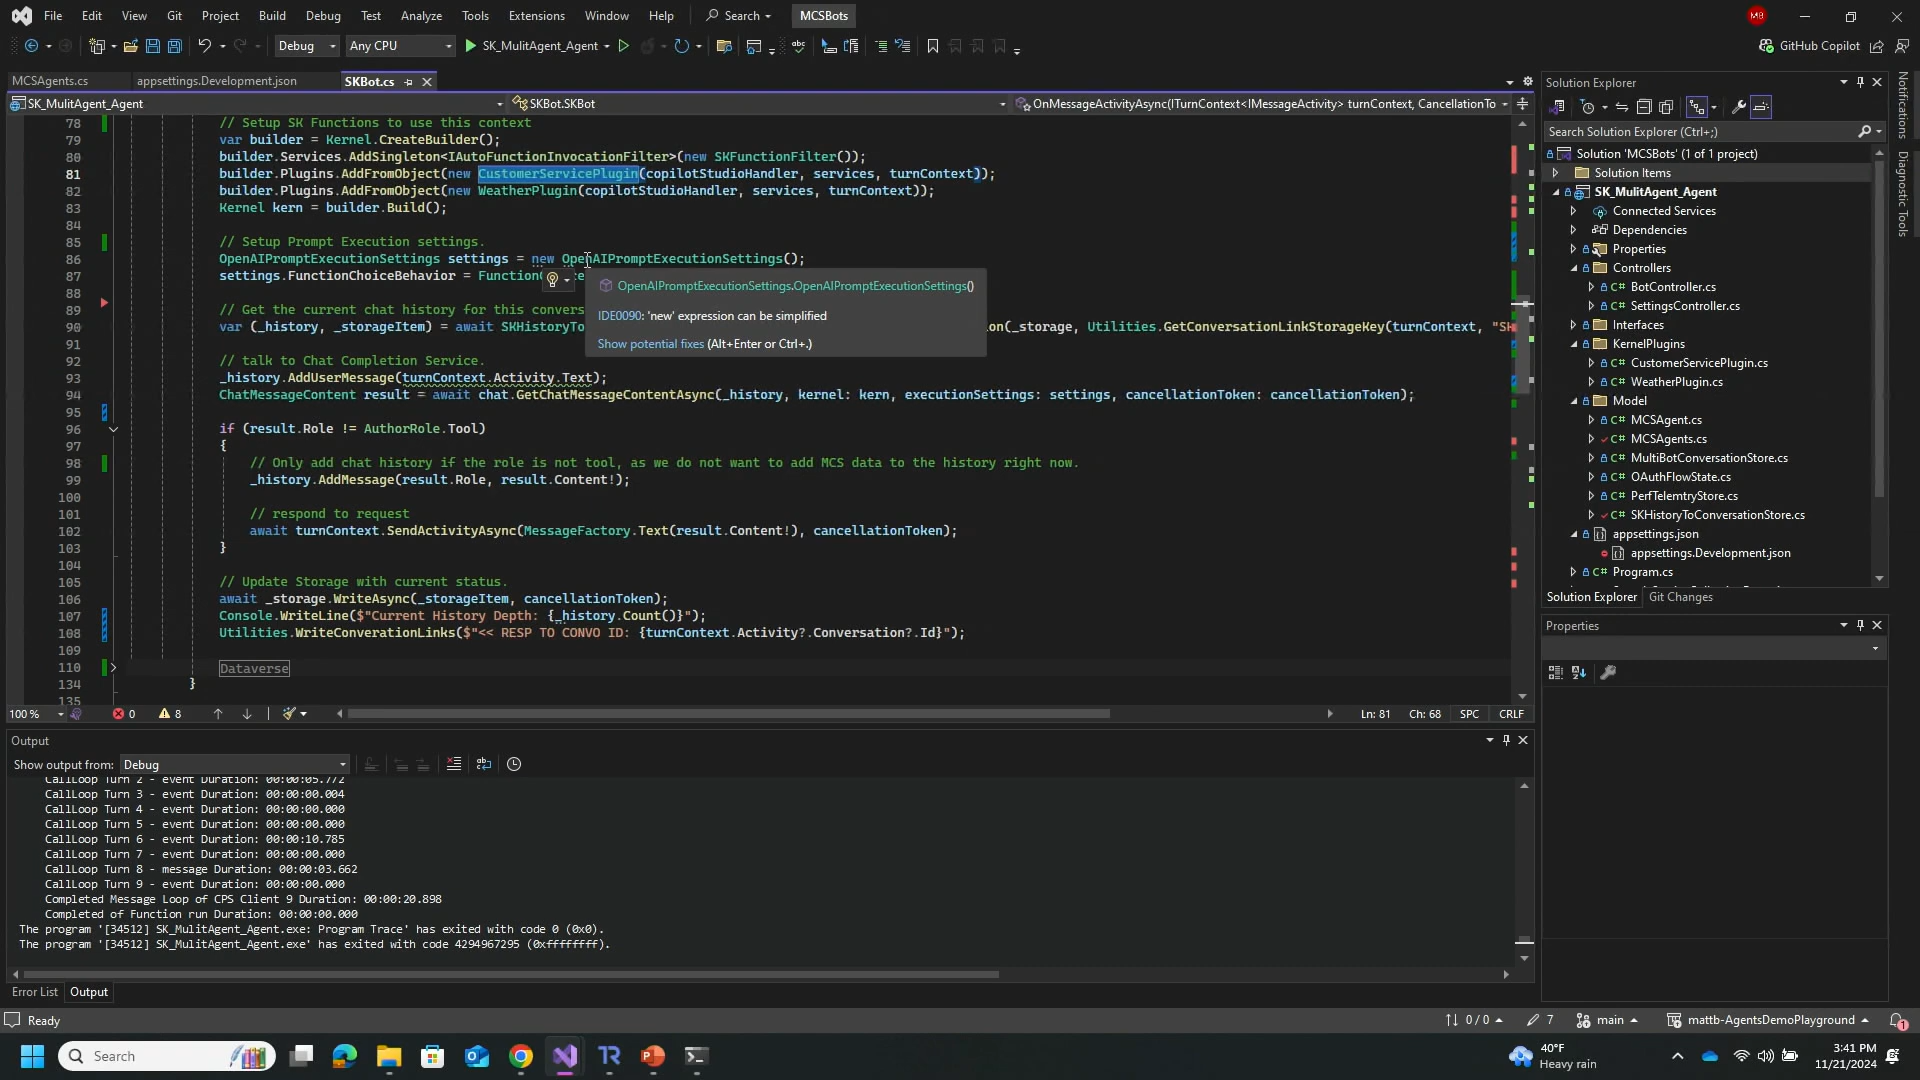 File Edit View Git Project Build Debug Test Analyze Tools Extensions Window Help Search MCSBots MB
Debug Any CPU SK_MulitAgent_Agent GitHub Copilot
MCSAgents.cs appsettings.Development.json SKBot.cs
SK_MulitAgent_Agent SKBot.SKBot OnMessageActivityAsync(ITurnContext<IMessageActivity> turnContext, CancellationTo
78 // Setup SK Functions to use this context
79 var builder = Kernel.CreateBuilder();
80 builder.Services.AddSingleton<IAutoFunctionInvocationFilter>(new SKFunctionFilter());
81 builder.Plugins.AddFromObject(new CustomerServicePlugin(copilotStudioHandler, services, turnContext));
82 builder.Plugins.AddFromObject(new WeatherPlugin(copilotStudioHandler, services, turnContext));
83 Kernel kern = builder.Build();
84
85 // Setup Prompt Execution settings.
86 OpenAIPromptExecutionSettings settings = new OpenAIPromptExecutionSettings();
87 settings.FunctionChoiceBehavior =
OpenAIPromptExecutionSettings.OpenAIPromptExecutionSettings()
IDE0090: 'new' expression can be simplified
Show potential fixes (Alt+Enter or Ctrl+.)
88
89 // Get the current chat history for this convers
90 var (_history, _storageItem) = await SKHistoryTo on(_storage, Utilities.GetConversationLinkStorageKey(turnContext,
91
92 // talk to Chat Completion Service.
93 _history.AddUserMessage(turnContext.Activity.Text);
94 ChatMessageContent result = await chat.GetChatMessageContentAsync(_history, kernel: kern, executionSettings: settings, cancellationToken: cancellationToken);
95
96 if (result.Role != AuthorRole.Tool)
97 {
98 // Only add chat history if the role is not tool, as we do not want to add MCS data to the history right now.
99 _history.AddMessage(result.Role, result.Content!);
100
101 // respond to request
102 await turnContext.SendActivityAsync(MessageFactory.Text(result.Content!), cancellationToken);
103 }
104
105 // Update Storage with current status.
106 await _storage.WriteAsync(_storageItem, cancellationToken);
107 Console.WriteLine($"Current History Depth: {_history.Count()}");
108 Utilities.WriteConverationLinks($"<< RESP TO CONVO ID: {turnContext.Activity?.Conversation?.Id}");
109
110 Dataverse
134 }
135
100 % 0 8 Ln: 81 Ch: 68 SPC CRLF
Output
Show output from: Debug
CallLoop Turn 2 - event Duration: 00:00:05.772
CallLoop Turn 3 - event Duration: 00:00:00.004
CallLoop Turn 4 - event Duration: 00:00:00.000
CallLoop Turn 5 - event Duration: 00:00:00.000
CallLoop Turn 6 - event Duration: 00:00:10.785
CallLoop Turn 7 - event Duration: 00:00:00.000
CallLoop Turn 8 - message Duration: 00:00:03.662
CallLoop Turn 9 - event Duration: 00:00:00.000
Completed Message Loop of CPS Client 9 Duration: 00:00:20.898
Completed of Function run Duration: 00:00:00.000
The program '[34512] SK_MulitAgent_Agent.exe: Program Trace' has exited with code 0 (0x0).
The program '[34512] SK_MulitAgent_Agent.exe' has exited with code 4294967295 (0xffffffff).
Error List Output
Solution Explorer
Search Solution Explorer (Ctrl+;)
Solution 'MCSBots' (1 of 1 project)
Solution Items
SK_MulitAgent_Agent
Connected Services
Dependencies
Properties
Controllers
C# BotController.cs
C# SettingsController.cs
Interfaces
KernelPlugins
C# CustomerServicePlugin.cs
C# WeatherPlugin.cs
Model
C# MCSAgent.cs
C# MCSAgents.cs
C# MultiBotConversationStore.cs
C# OAuthFlowState.cs
C# PerfTelemtryStore.cs
C# SKHistoryToConversationStore.cs
appsettings.json
appsettings.Development.json
C# Program.cs
Solution Explorer Git Changes
Properties
Notifications
Diagnostic Tools
Ready 0 / 0 7 main mattb-AgentsDemoPlayground 1
Search
40°F
Heavy rain
3:41 PM
11/21/2024